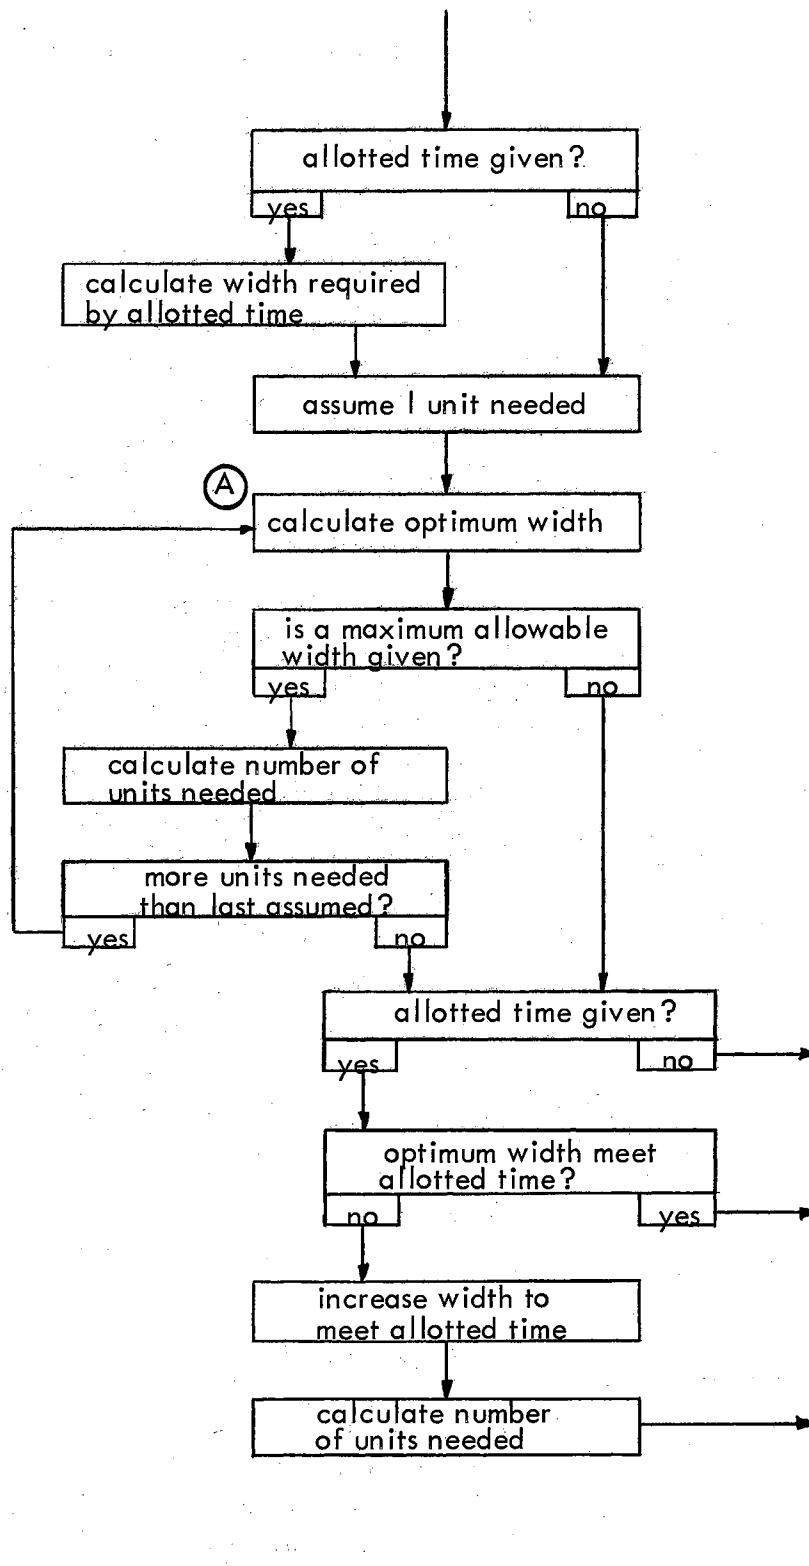 allotted time given?
yes
no
calculate width required
by allotted time
assume 1 unit needed
A
calculate optimum width
is a maximum allowable
width given?
yes
no
calculate number of
units needed
more units needed
than last assumed?
yes
no
allotted time given?
yes
no
optimum width meet
allotted time?
no
yes
increase width to
meet allotted time
calculate number
of units needed